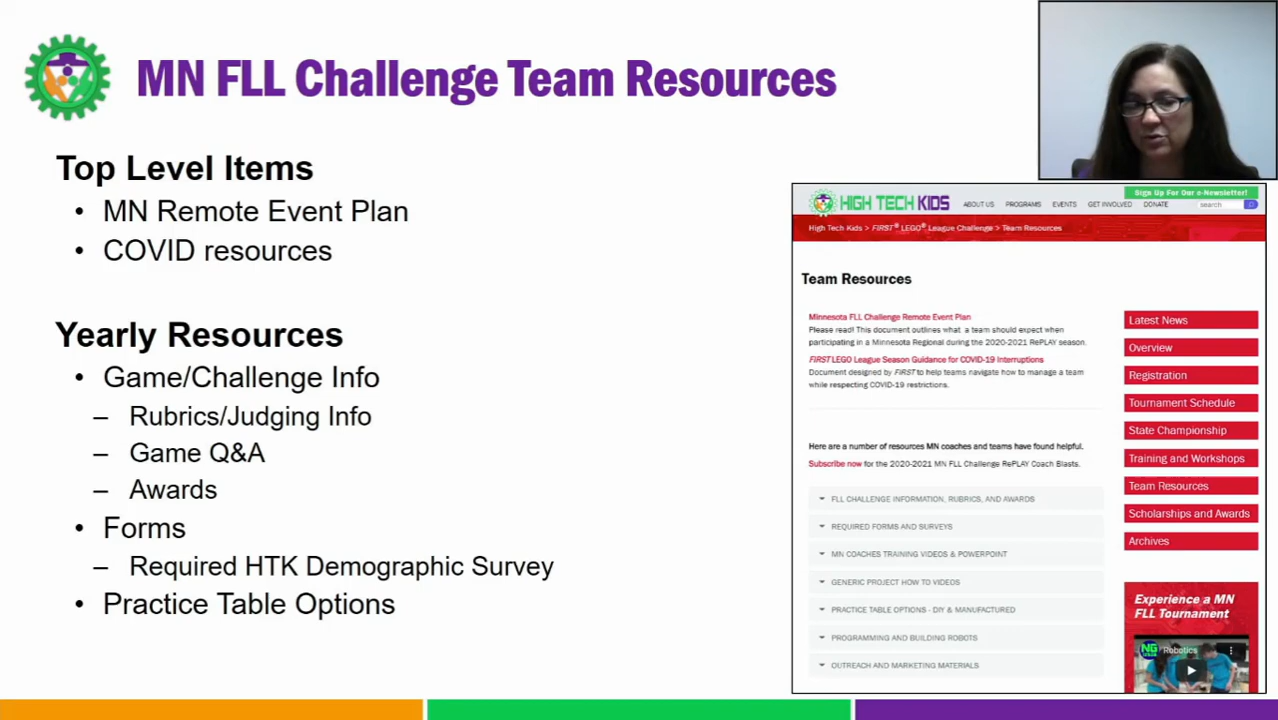 MN FLL Challenge Team Resources
Top Level Items
• MN Remote Event Plan
• COVID resources
Yearly Resources
• Game/Challenge Info
– Rubrics/Judging Info
– Game Q&A
– Awards
• Forms
– Required HTK Demographic Survey
• Practice Table Options
Sign Up For Our e-Newsletter!
HIGH TECH KIDS
ABOUT US PROGRAMS EVENTS GET INVOLVED DONATE search
High Tech Kids > FIRST® LEGO® League Challenge > Team Resources
Team Resources
Minnesota FLL Challenge Remote Event Plan
Please read! This document outlines what a team should expect when
participating in a Minnesota Regional during the 2020-2021 RePLAY season.
FIRST LEGO League Season Guidance for COVID-19 Interruptions
Document designed by FIRST to help teams navigate how to manage a team
while respecting COVID-19 restrictions.
Here are a number of resources MN coaches and teams have found helpful.
Subscribe now for the 2020-2021 MN FLL Challenge RePLAY Coach Blasts.
FLL CHALLENGE INFORMATION, RUBRICS, AND AWARDS
REQUIRED FORMS AND SURVEYS
MN COACHES TRAINING VIDEOS & POWERPOINT
GENERIC PROJECT HOW TO VIDEOS
PRACTICE TABLE OPTIONS - DIY & MANUFACTURED
PROGRAMMING AND BUILDING ROBOTS
OUTREACH AND MARKETING MATERIALS
Latest News
Overview
Registration
Tournament Schedule
State Championship
Training and Workshops
Team Resources
Scholarships and Awards
Archives
Experience a MN
FLL Tournament
NG
Robotics